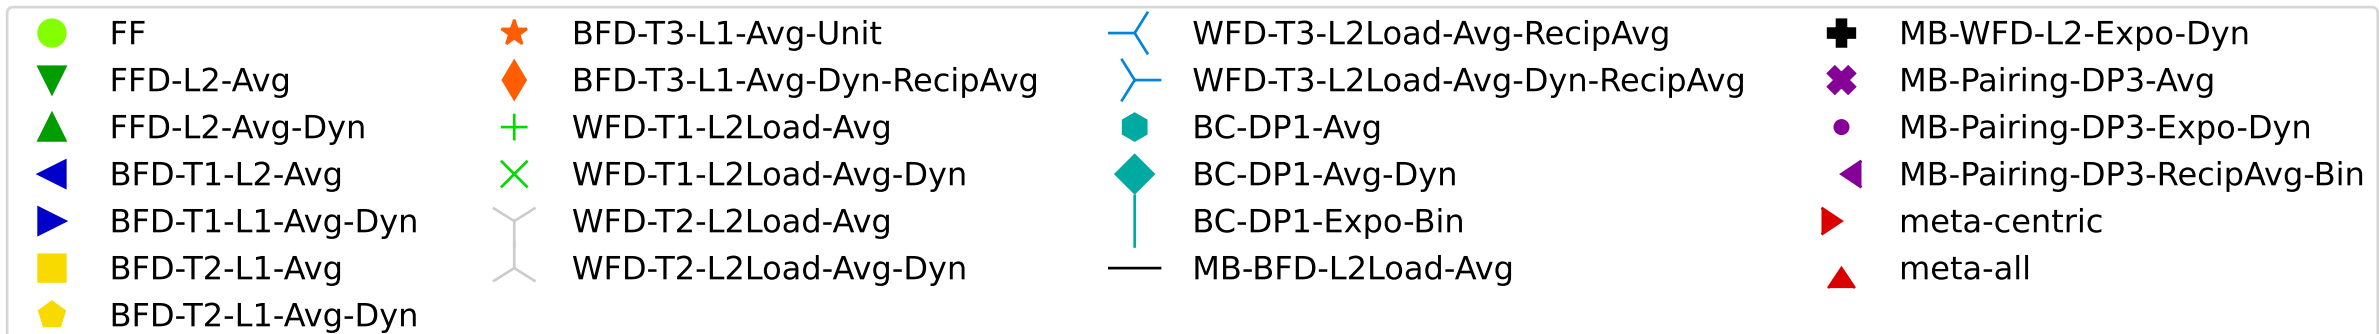 FF
FFD-L2-Avg
FFD-L2-Avg-Dyn
BFD-T1-L2-Avg
BFD-T1-L1-Avg-Dyn
BFD-T2-L1-Avg
BFD-T2-L1-Avg-Dyn
BFD-T3-L1-Avg-Unit
BFD-T3-L1-Avg-Dyn-RecipAvg
WFD-T1-L2Load-Avg
WFD-T1-L2Load-Avg-Dyn
WFD-T2-L2Load-Avg
WFD-T2-L2Load-Avg-Dyn
WFD-T3-L2Load-Avg-RecipAvg
WFD-T3-L2Load-Avg-Dyn-RecipAvg
BC-DP1-Avg
BC-DP1-Avg-Dyn
BC-DP1-Expo-Bin
MB-BFD-L2Load-Avg
MB-WFD-L2-Expo-Dyn
MB-Pairing-DP3-Avg
MB-Pairing-DP3-Expo-Dyn
MB-Pairing-DP3-RecipAvg-Bin
meta-centric
meta-all